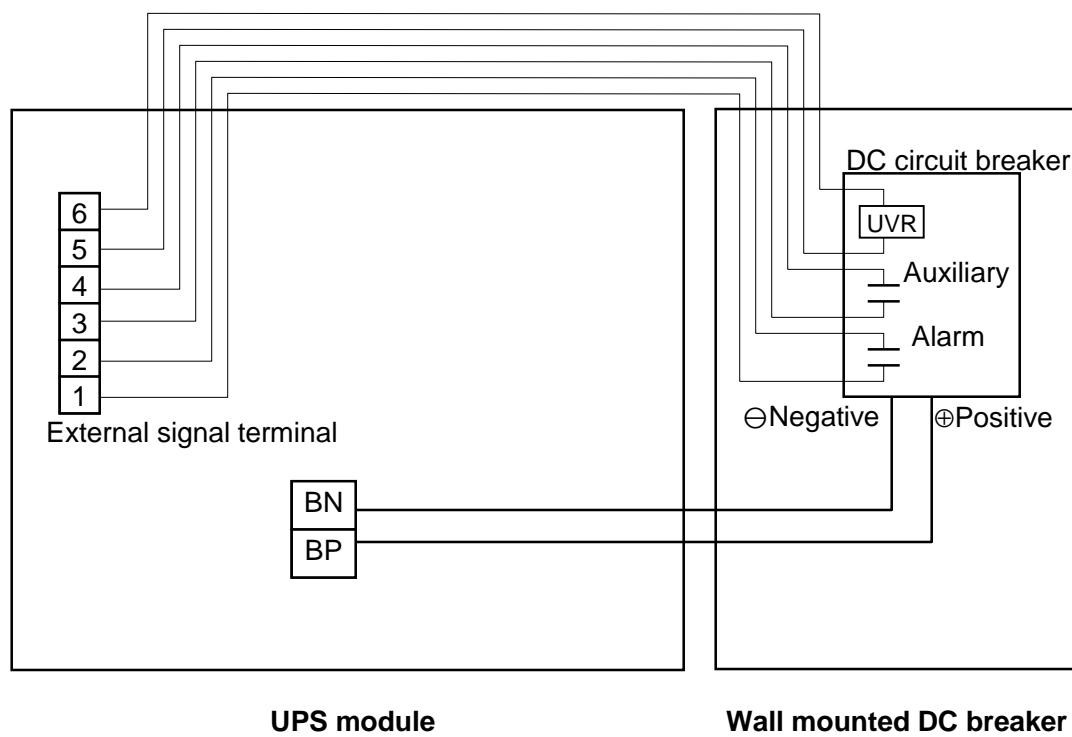 DC circuit breaker
6
UVR
5
Auxiliary
4
3
Alarm
2
1
⊖Negative
⊕Positive
External signal terminal
BN
BP
UPS module
Wall mounted DC breaker